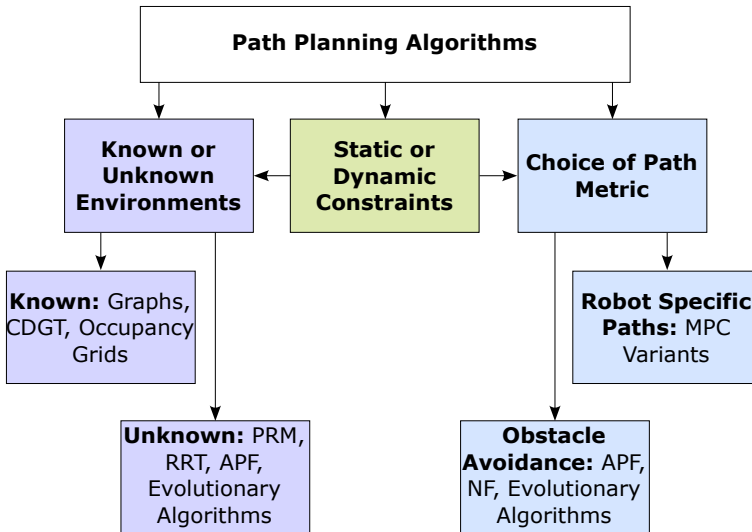 Path Planning Algorithms
Known or
Unknown
Environments
Static or
Dynamic
Constraints
Choice of Path
Metric
Known: Graphs,
CDGT, Occupancy
Grids
Robot Specific
Paths: MPC
Variants
Unknown: PRM,
RRT, APF,
Evolutionary
Algorithms
Obstacle
Avoidance: APF,
NF, Evolutionary
Algorithms